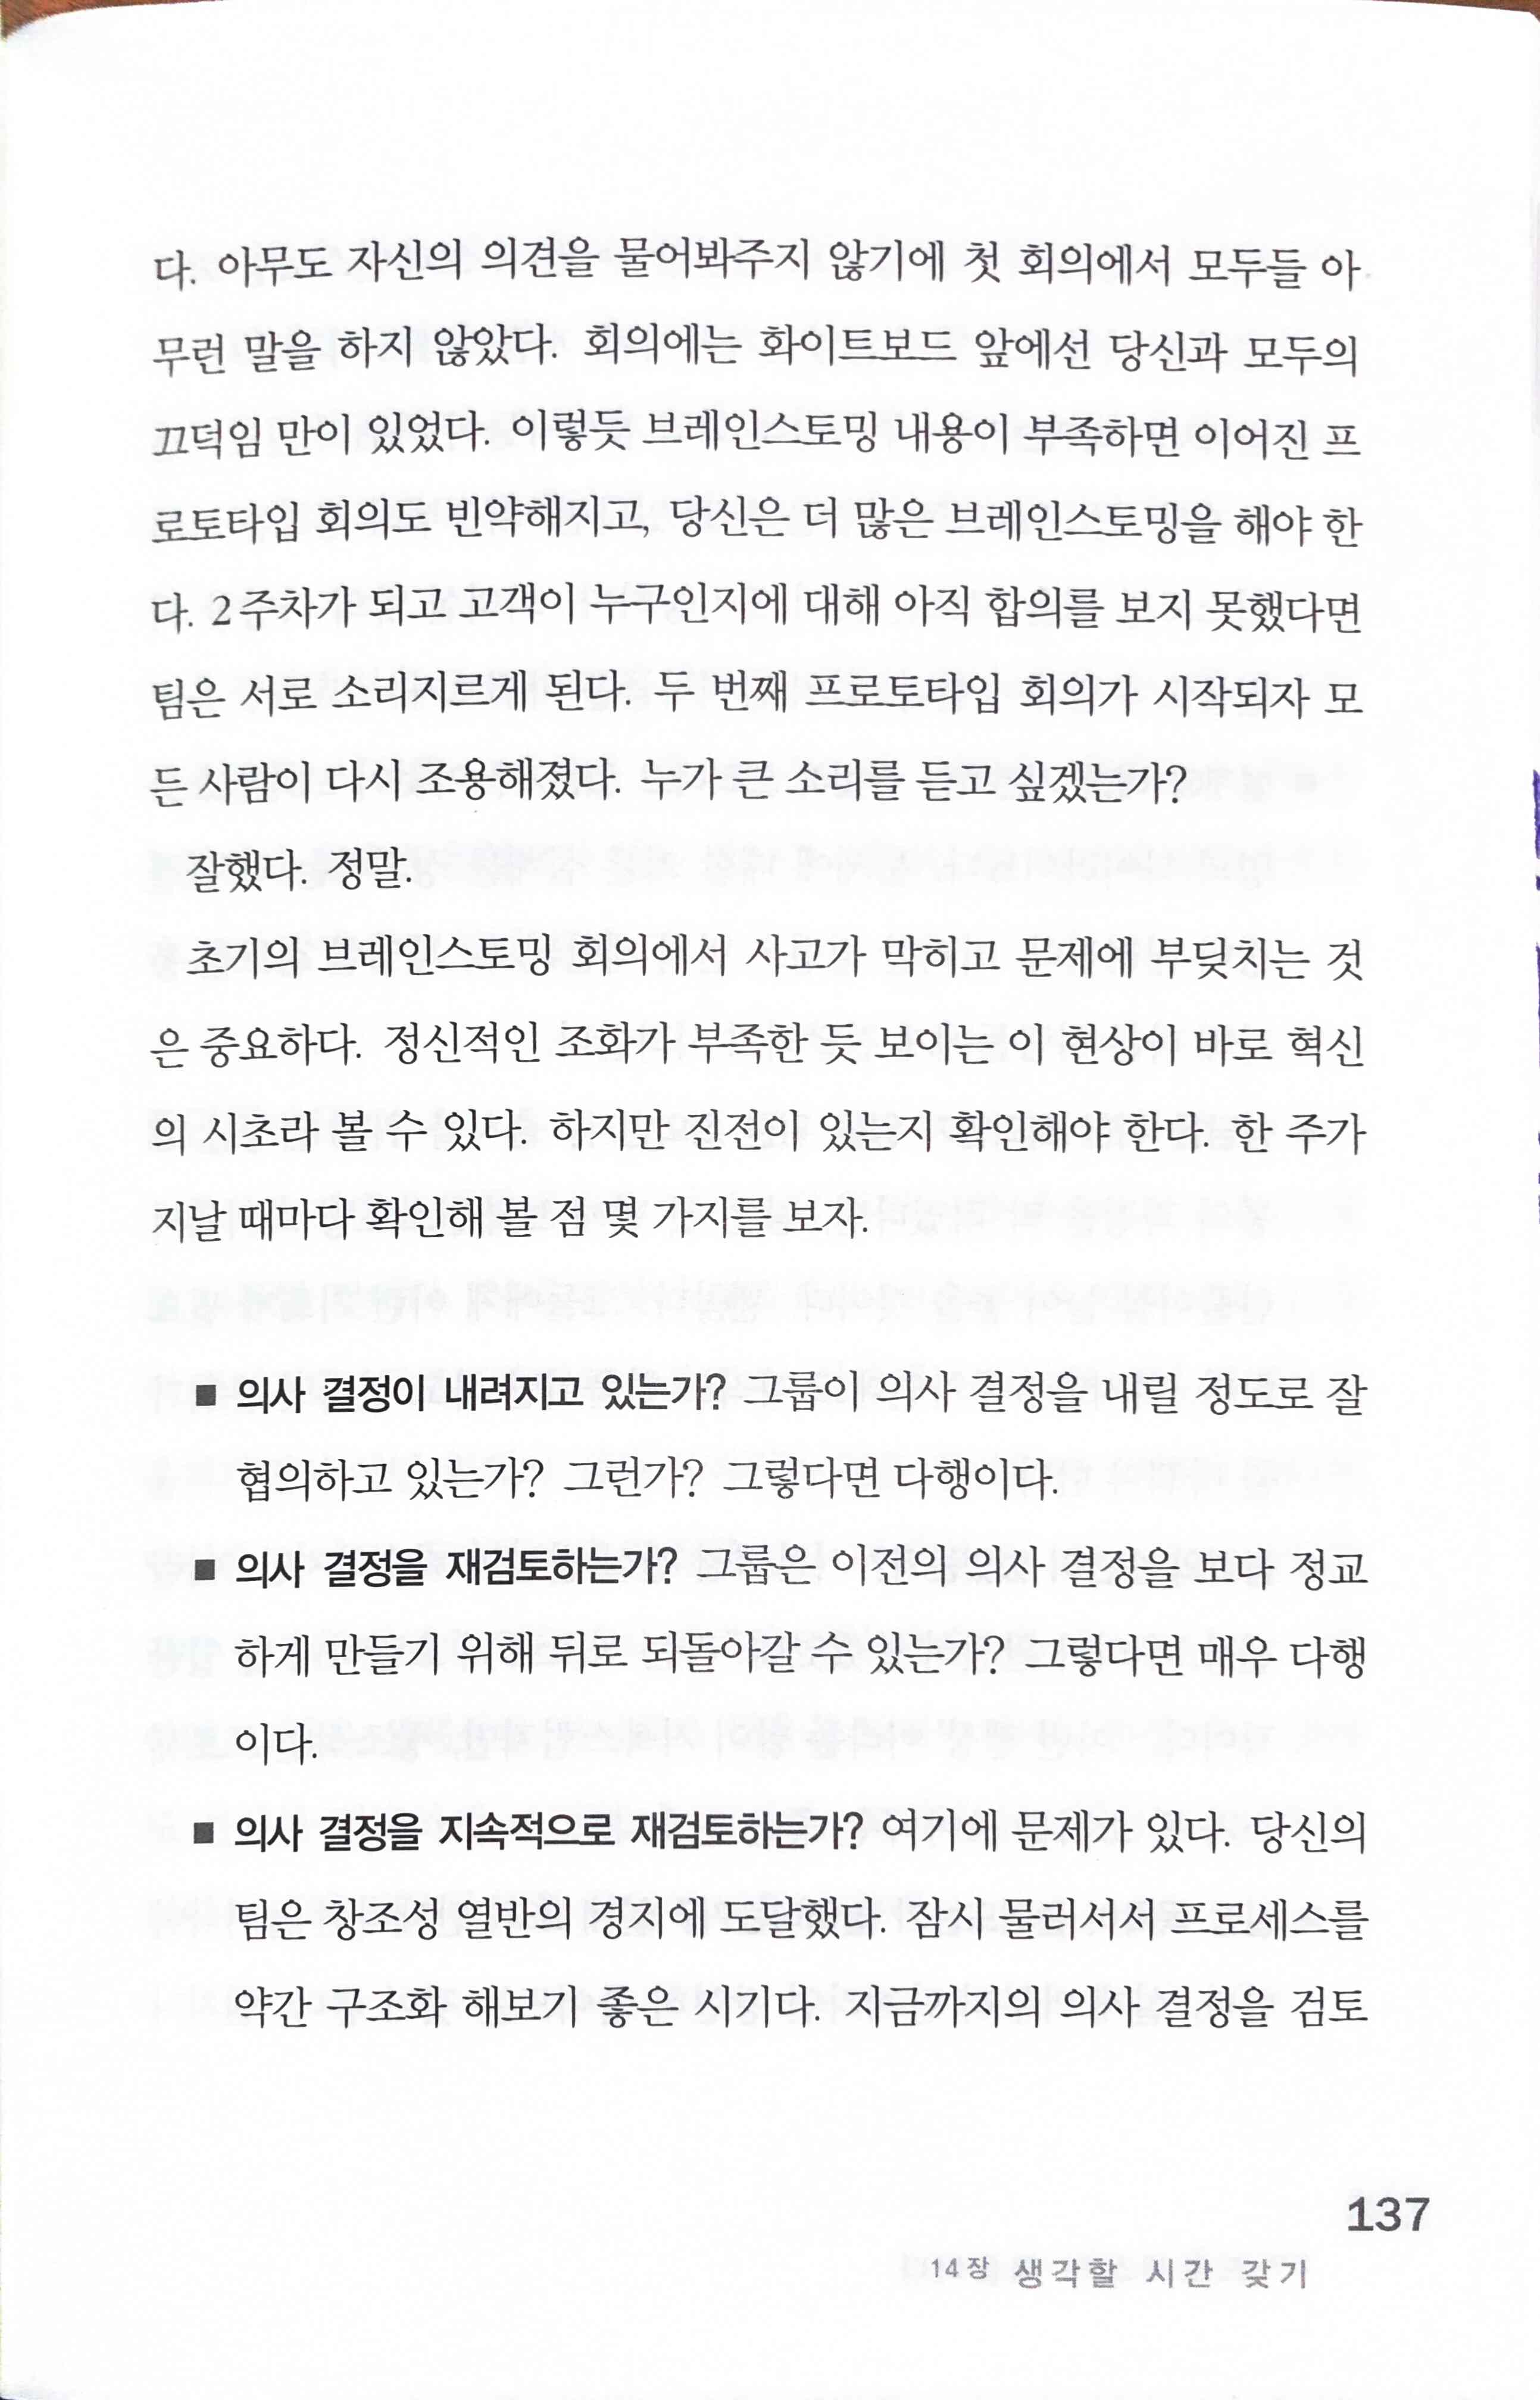 다. 아무도 자신의 의견을 물어봐주지 않기에 첫 회의에서 모두들 아
무런 말을 하지 않았다. 회의에는 화이트보드 앞에선 당신과 모두의
끄덕임 만이 있었다. 이렇듯 브레인스토밍 내용이 부족하면 이어진 프
로토타입 회의도 빈약해지고, 당신은 더 많은 브레인스토밍을 해야 한
다. 2주차가 되고 고객이 누구인지에 대해 아직 합의를 보지 못했다면
팀은 서로 소리지르게 된다. 두 번째 프로토타입 회의가 시작되자 모
든 사람이 다시 조용해졌다. 누가 큰 소리를 듣고 싶겠는가?
잘했다. 정말.
초기의 브레인스토밍 회의에서 사고가 막히고 문제에 부딪치는 것
은 중요하다. 정신적인 조화가 부족한 듯 보이는 이 현상이 바로 혁신
의 시초라 볼 수 있다. 하지만 진전이 있는지 확인해야 한다. 한 주가
지날 때마다 확인해 볼 점 몇 가지를 보자.
■ 의사 결정이 내려지고 있는가? 그룹이 의사 결정을 내릴 정도로 잘
협의하고 있는가? 그런가? 그렇다면 다행이다.
■ 의사 결정을 재검토하는가? 그룹은 이전의 의사 결정을 보다 정교
하게 만들기 위해 뒤로 되돌아갈 수 있는가? 그렇다면 매우 다행
이다.
■ 의사 결정을 지속적으로 재검토하는가? 여기에 문제가 있다. 당신의
팀은 창조성 열반의 경지에 도달했다. 잠시 물러서서 프로세스를
약간 구조화 해보기 좋은 시기다. 지금까지의 의사 결정을 검토
137
14장 생각할 시간 갖기